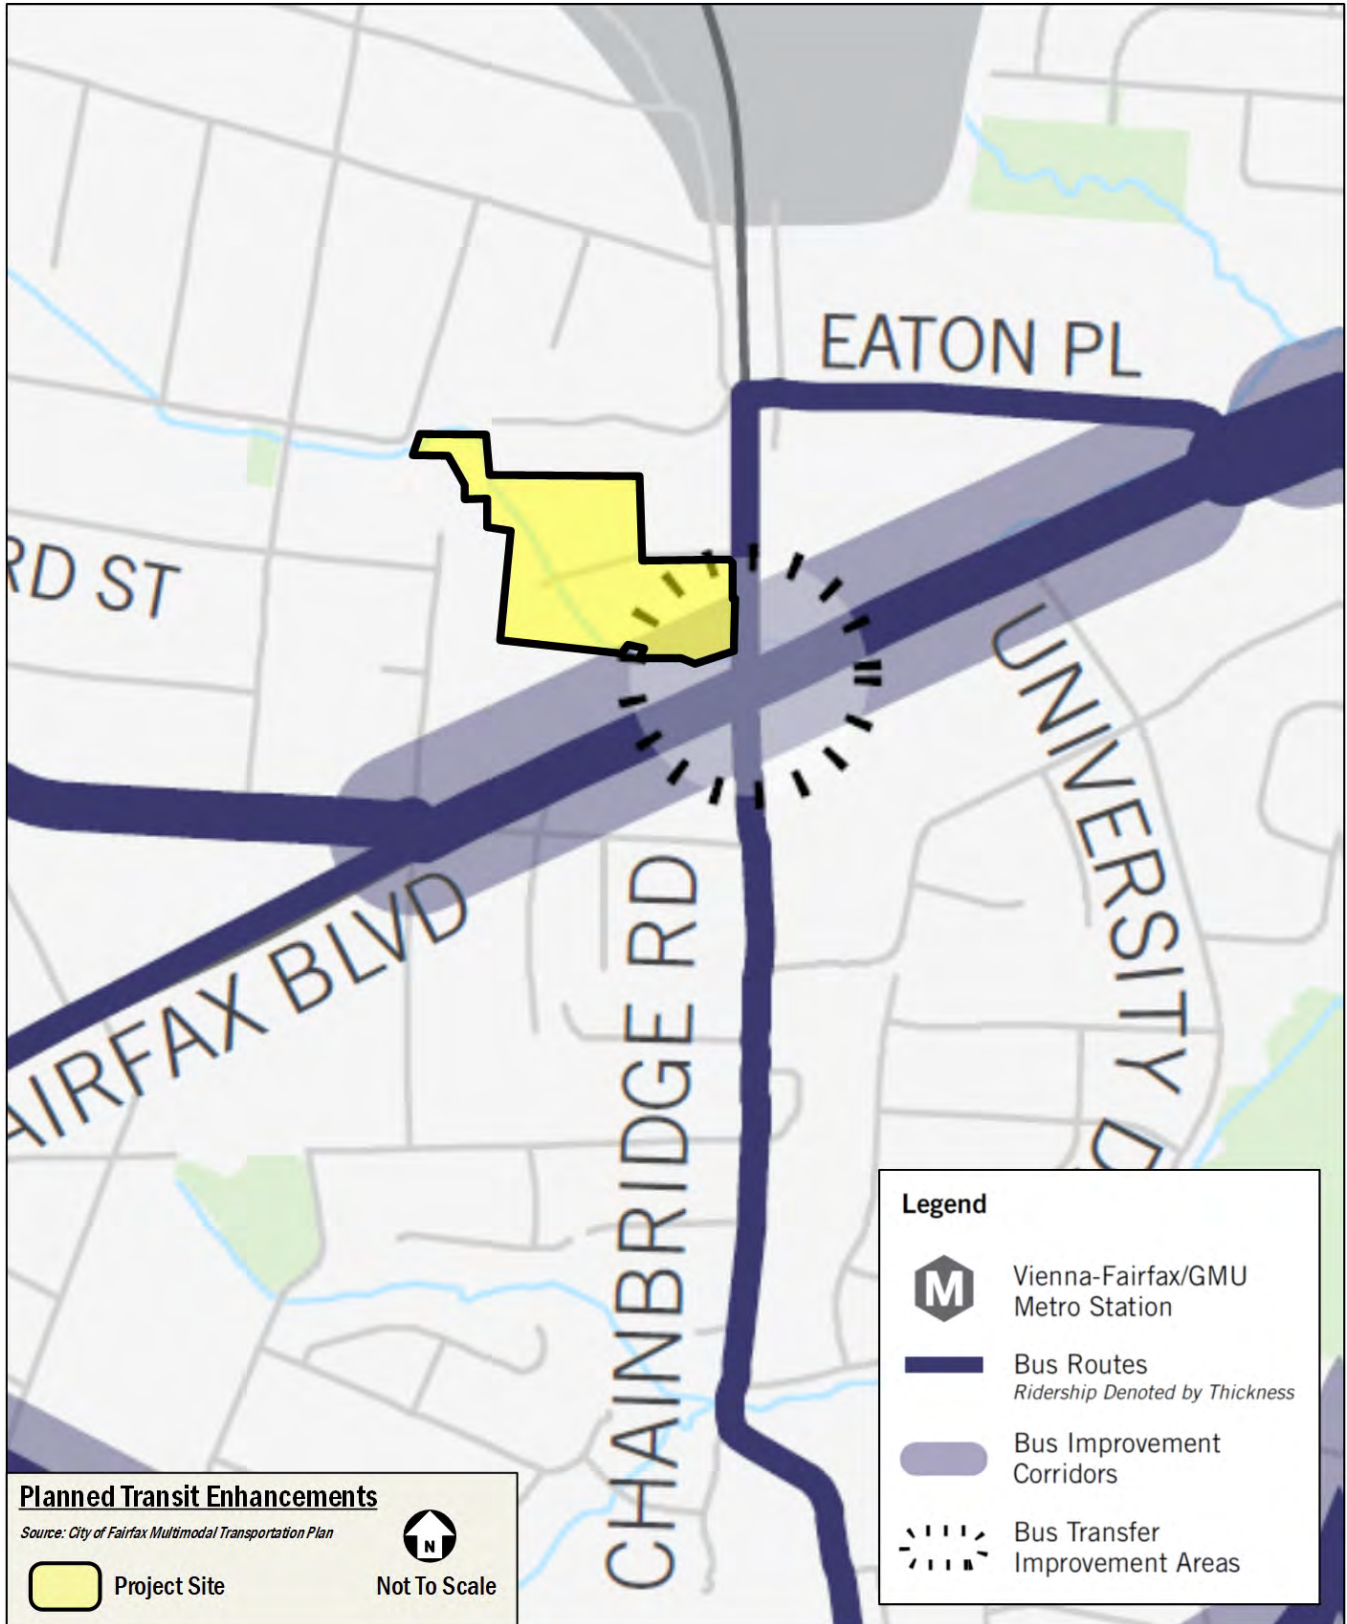 EATON PL
RD ST
UNIVERSITY D
AIRFAX BLVD
CHAINBRIDGE RD
Legend
M
Vienna-Fairfax/GMU
Metro Station
Bus Routes
Ridership Denoted by Thickness
Bus Improvement
Corridors
Bus Transfer
Improvement Areas
Planned Transit Enhancements
Source: City of Fairfax Multimodal Transportation Plan
N
Project Site
Not To Scale